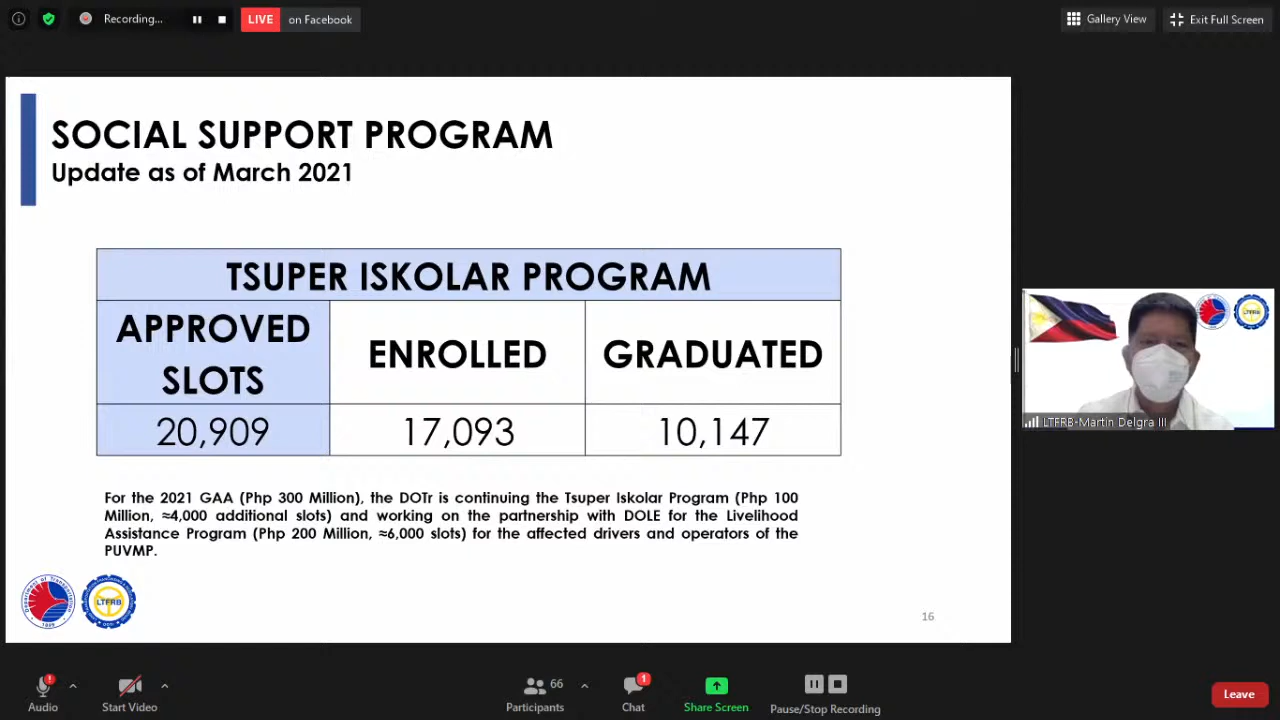 Recording...
LIVE
on Facebook
Gallery View
Exit Full Screen
SOCIAL SUPPORT PROGRAM
Update as of March 2021
TSUPER ISKOLAR PROGRAM
APPROVED
SLOTS
ENROLLED
GRADUATED
20,909
17,093
10,147
For the 2021 GAA (Php 300 Million), the DOTr is continuing the Tsuper Iskolar Program (Php 100
Million, ≈4,000 additional slots) and working on the partnership with DOLE for the Livelihood
Assistance Program (Php 200 Million, ≈6,000 slots) for the affected drivers and operators of the
PUVMP.
Department of Transportation
LTFRB
16
LTFRB-Martin Delgra III
Audio
Start Video
66
Participants
1
Chat
Share Screen
Pause/Stop Recording
Leave